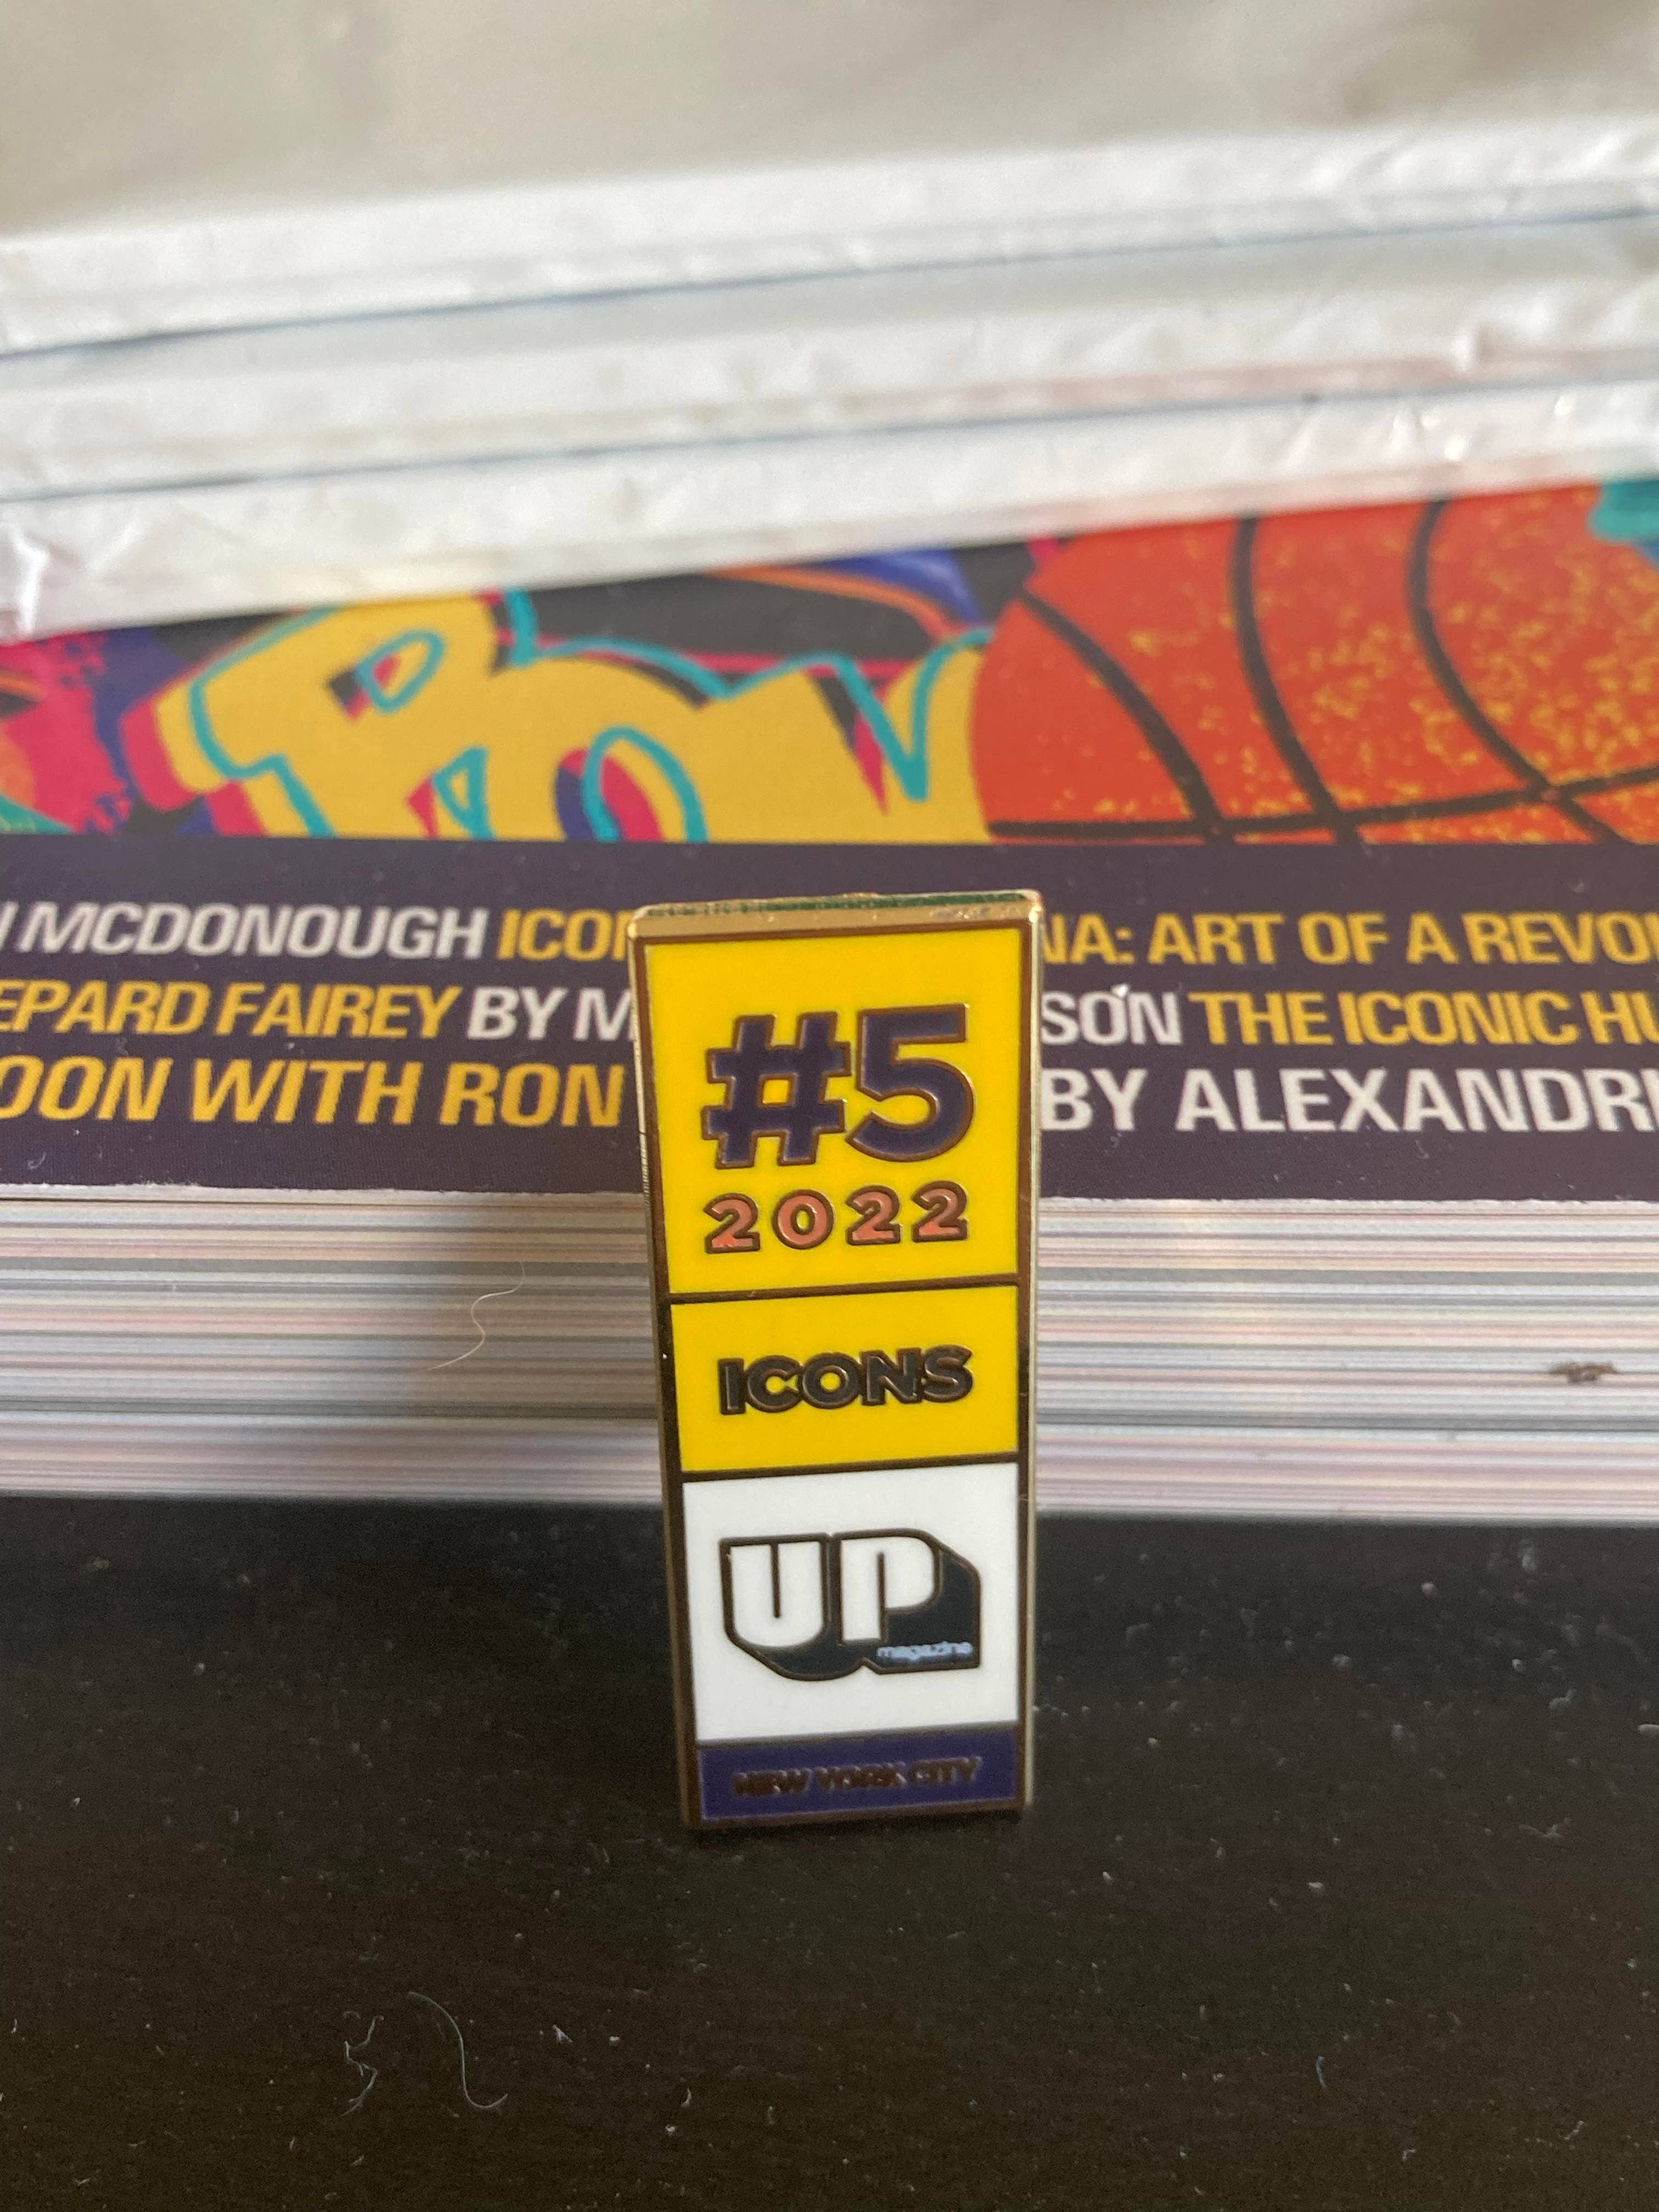 MCDONOUGH ICO NA: ART OF A REVO
EPARD FAIREY BY M SON THE ICONIC HU
OON WITH RON BY ALEXANDR
#5
2022
ICONS
UP
magazine
NEW YORK CITY